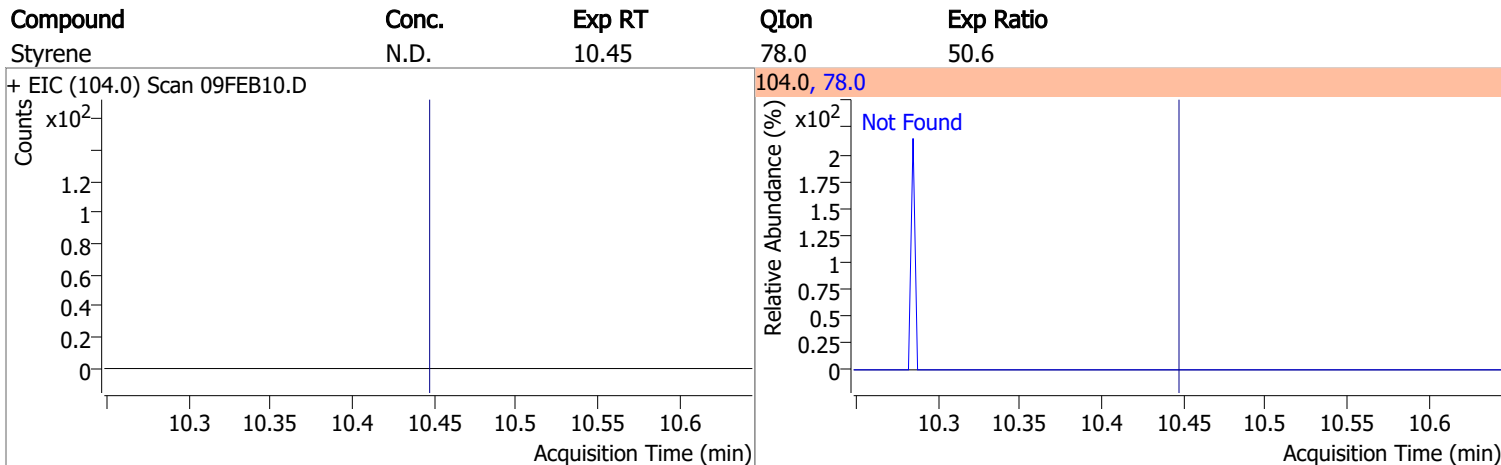 Compound Conc. Exp RT QIon Exp Ratio
Styrene N.D. 10.45 78.0 50.6
+ EIC (104.0) Scan 09FEB10.D
Counts
x10²
1.2
1
0.8
0.6
0.4
0.2
0
10.3 10.35 10.4 10.45 10.5 10.55 10.6
Acquisition Time (min)
104.0, 78.0
Relative Abundance (%)
x10²
Not Found
2
1.75
1.5
1.25
1
0.75
0.5
0.25
0
10.3 10.35 10.4 10.45 10.5 10.55 10.6
Acquisition Time (min)